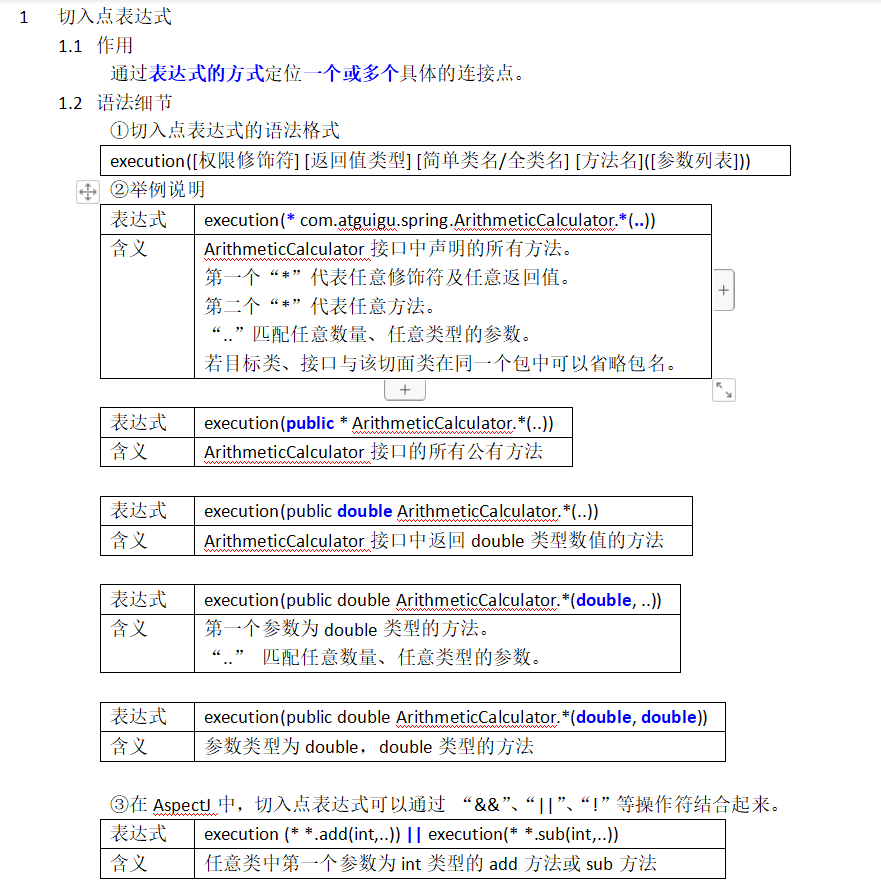 1 切入点表达式
1.1 作用
通过表达式的方式定位一个或多个具体的连接点。
1.2 语法细节
①切入点表达式的语法格式
execution([权限修饰符] [返回值类型] [简单类名/全类名] [方法名]([参数列表]))
②举例说明
表达式 execution(* com.atguigu.spring.ArithmeticCalculator.*(..))
含义 ArithmeticCalculator 接口中声明的所有方法。
第一个“*”代表任意修饰符及任意返回值。
第二个“*”代表任意方法。
“..”匹配任意数量、任意类型的参数。
若目标类、接口与该切面类在同一个包中可以省略包名。
表达式 execution(public * ArithmeticCalculator.*(..))
含义 ArithmeticCalculator 接口的所有公有方法
表达式 execution(public double ArithmeticCalculator.*(..))
含义 ArithmeticCalculator 接口中返回 double 类型数值的方法
表达式 execution(public double ArithmeticCalculator.*(double, ..))
含义 第一个参数为 double 类型的方法。
“..” 匹配任意数量、任意类型的参数。
表达式 execution(public double ArithmeticCalculator.*(double, double))
含义 参数类型为 double，double 类型的方法
③在 AspectJ 中，切入点表达式可以通过 “&&”、“||”、“!”等操作符结合起来。
表达式 execution (* *.add(int,..)) || execution(* *.sub(int,..))
含义 任意类中第一个参数为 int 类型的 add 方法或 sub 方法